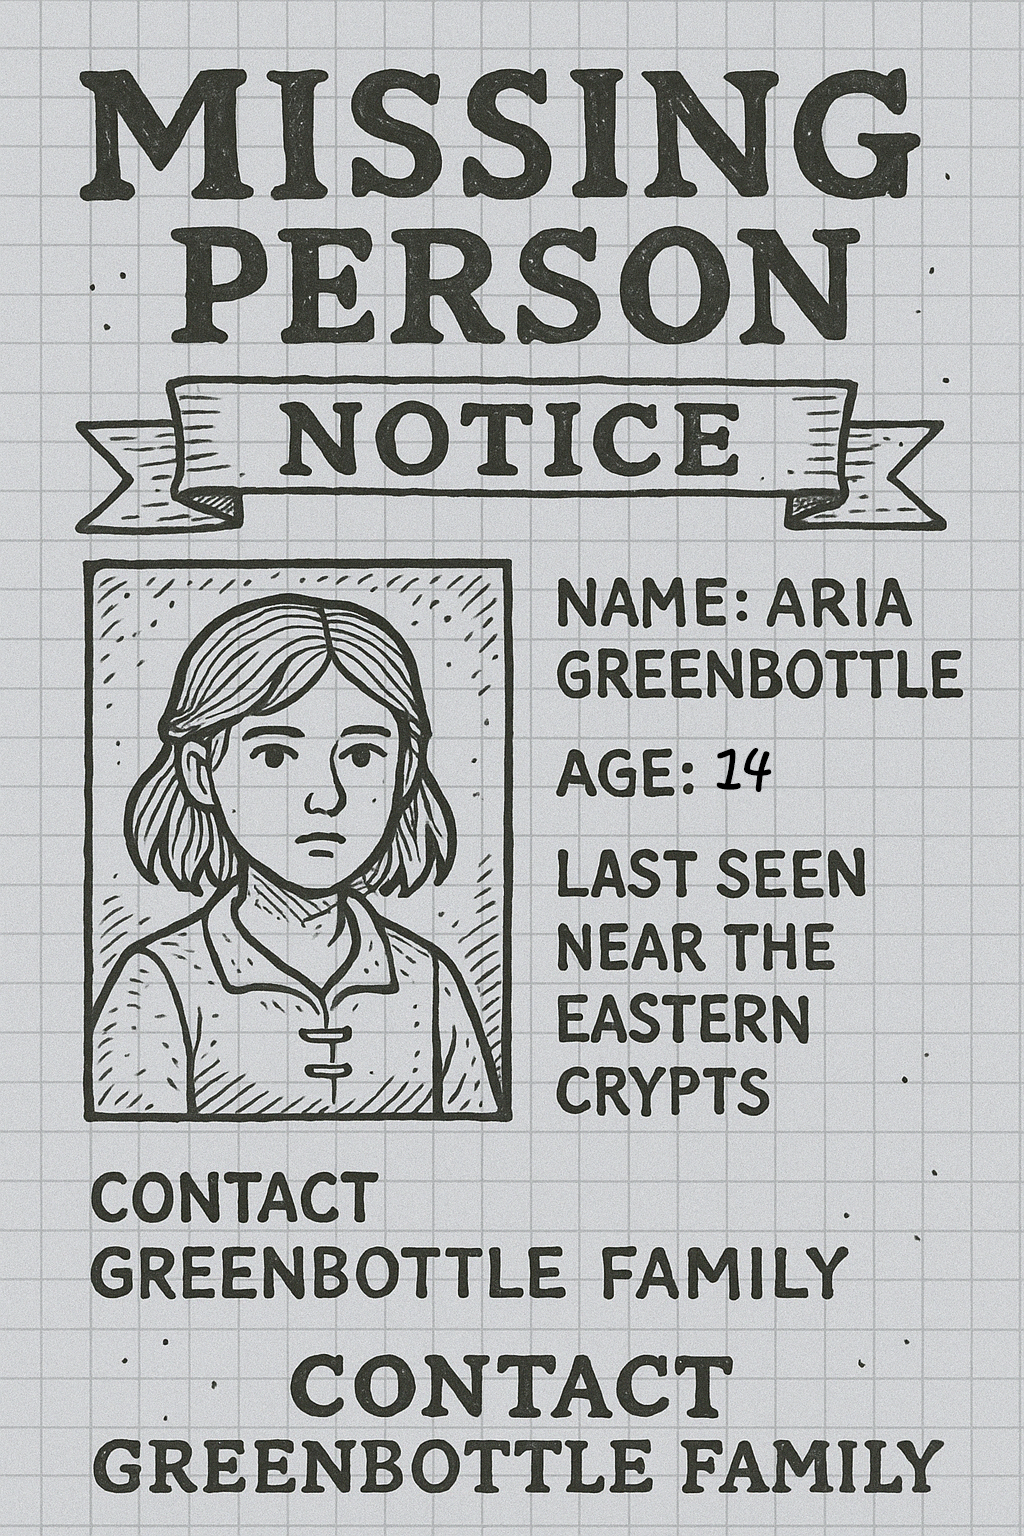 MISSING
PERSON
NOTICE
NAME: ARIA
GREENBOTTLE
AGE: 14
LAST SEEN
NEAR THE
EASTERN
CRYPTS
CONTACT
GREENBOTTLE FAMILY
CONTACT
GREENBOTTLE FAMILY